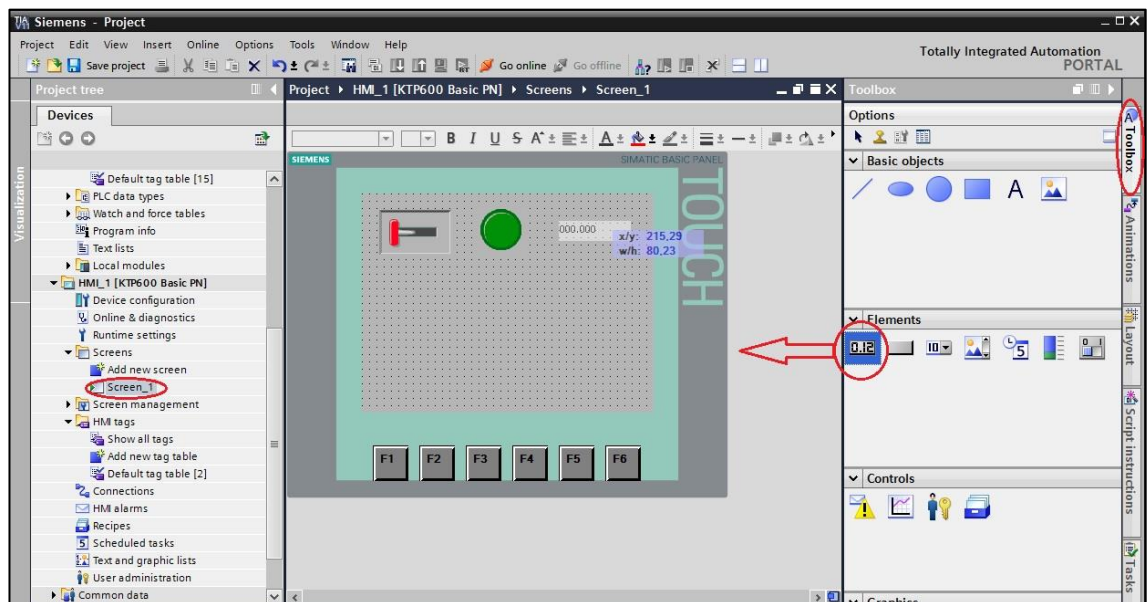 Siemens - Project
Project Edit View Insert Online Options Tools Window Help
Totally Integrated Automation
PORTAL
Save project Go online Go offline
Project tree
Project HMI_1 [KTP600 Basic PN] Screens Screen_1
Toolbox
Devices
Options
B I U S A A
SIEMENS
SIMATIC BASIC PANEL
TOUCH
Visualization
Default tag table [15]
PLC data types
Watch and force tables
Program info
Text lists
Local modules
HMI_1 [KTP600 Basic PN]
Device configuration
Online & diagnostics
Runtime settings
Screens
Add new screen
Screen_1
Screen management
HMI tags
Show all tags
Add new tag table
Default tag table [2]
Connections
HMI alarms
Recipes
Scheduled tasks
Text and graphic lists
User administration
Common data
000.000
x/y: 215,29
w/h: 80,23
F1 F2 F3 F4 F5 F6
Basic objects
A
Elements
0.12 10 5
Controls
Graphics
Toolbox
Animations
Layout
Script instructions
Tasks